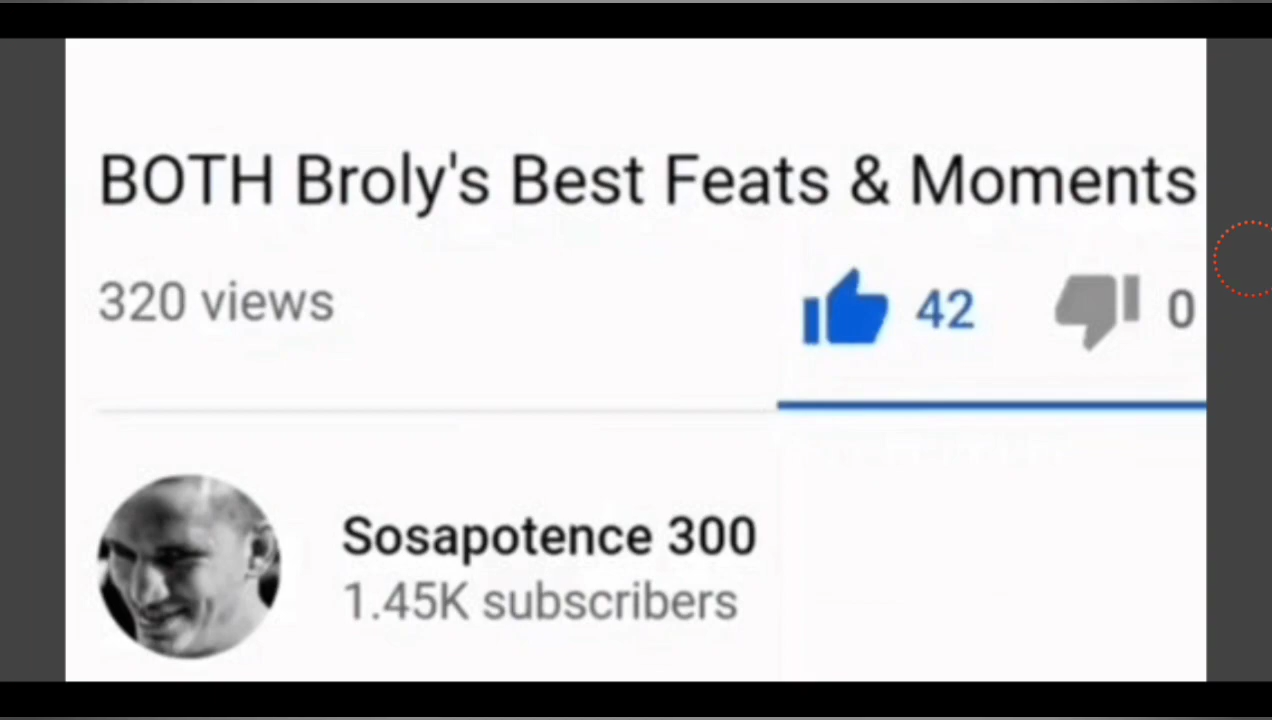 BOTH Broly's Best Feats & Moments
320 views
42
0
Sosapotence 300
1.45K subscribers